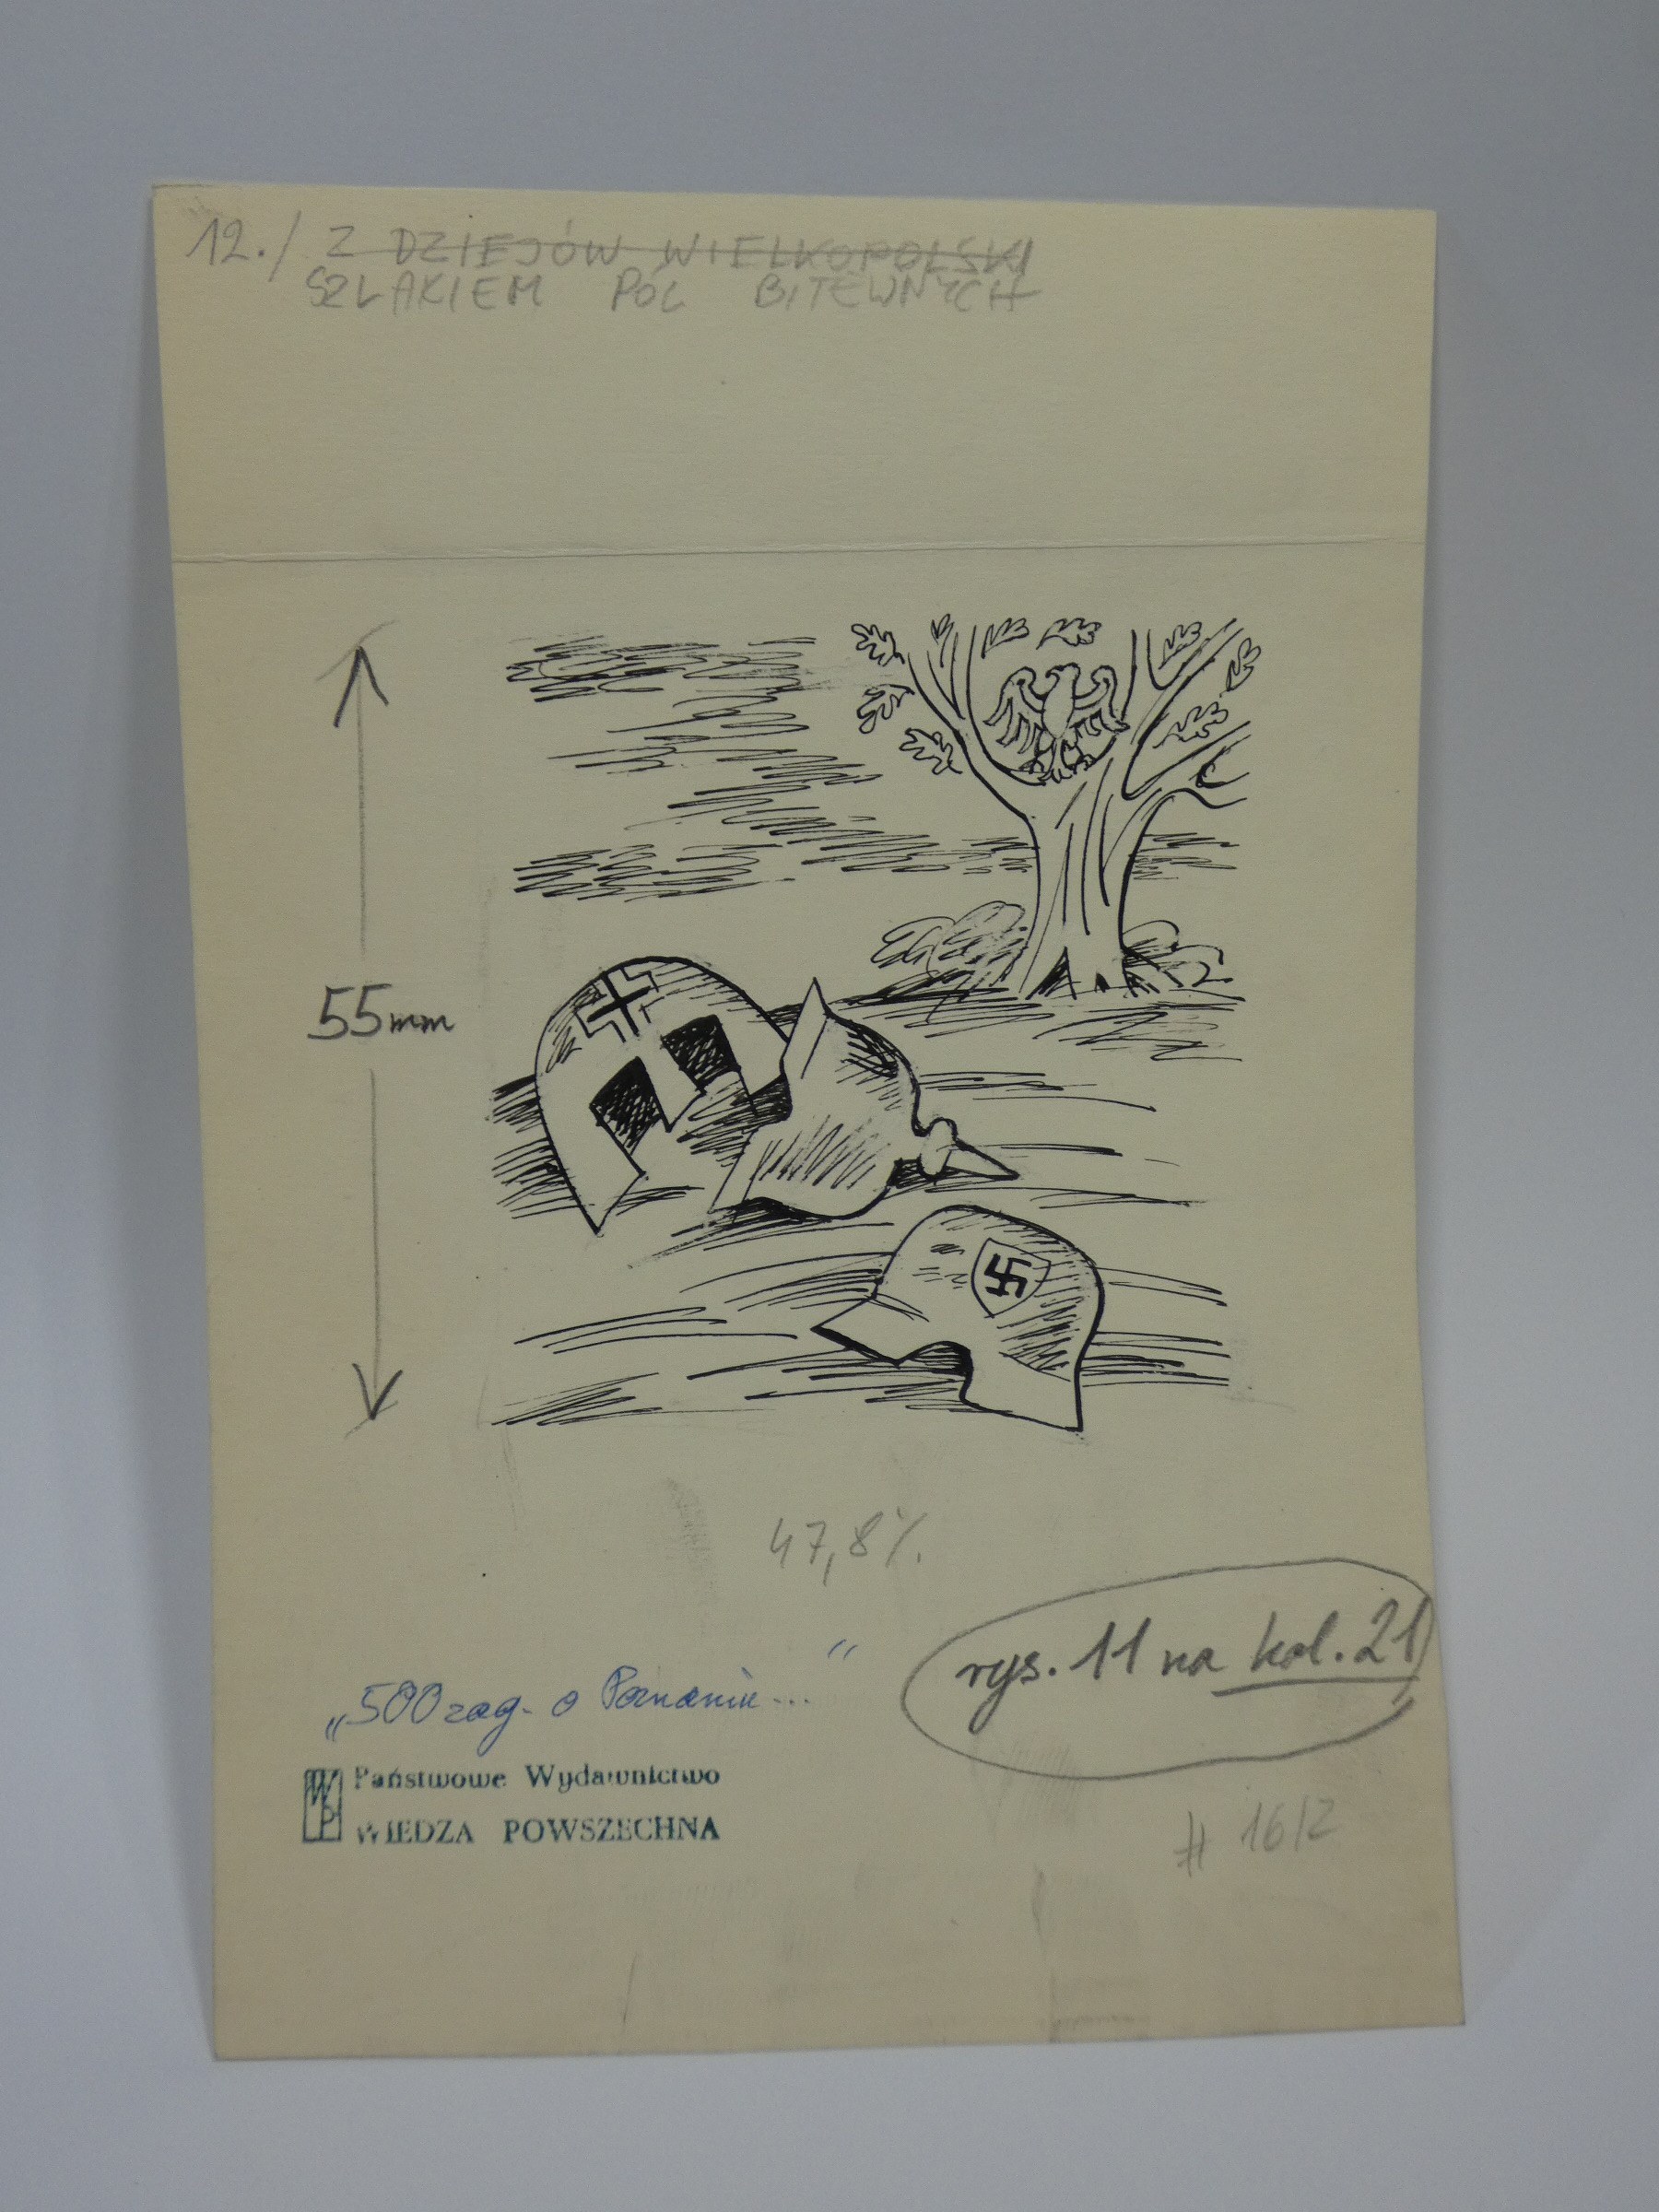 12./ Z DZIEJÓW WIELKOPOLSKI
SZLAKIEM PÓL BITEWNYCH
55mm
47,8%
rys. 11 na kol. 21
„500 zag. o Poznaniu..."
Państwowe Wydawnictwo
WP WIEDZA POWSZECHNA
# 16/2